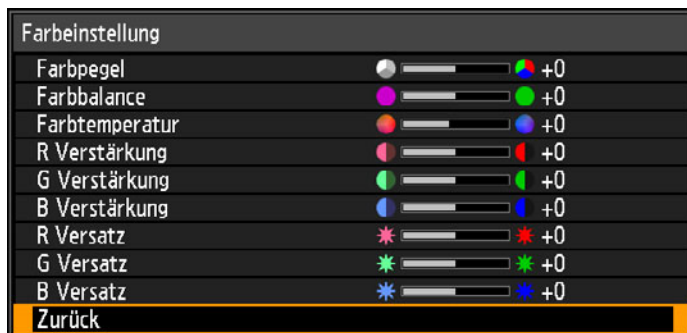 Farbeinstellung
Farbpegel +0
Farbbalance +0
Farbtemperatur +0
R Verstärkung +0
G Verstärkung +0
B Verstärkung +0
R Versatz +0
G Versatz +0
B Versatz +0
Zurück